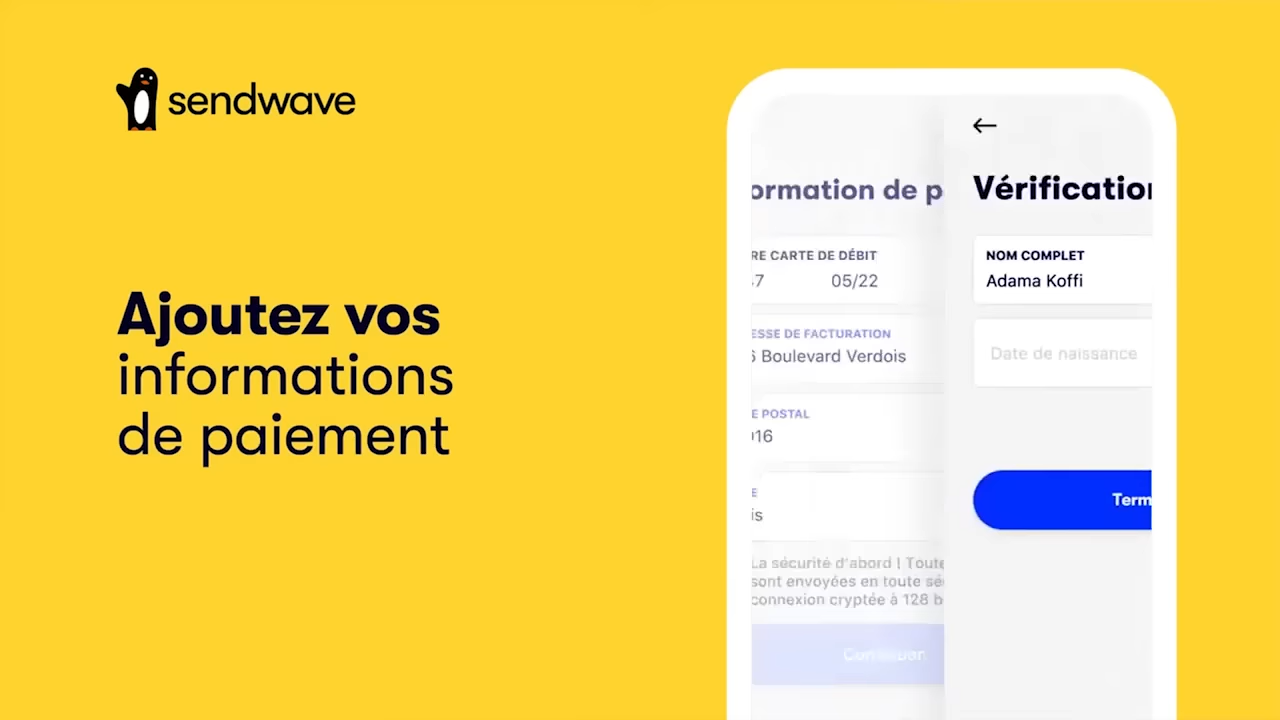 sendwave
Ajoutez vos
informations
de paiement
ormation de p
RE CARTE DE DÉBIT
7 05/22
ESSE DE FACTURATION
6 Boulevard Verdois
E POSTAL
016
E
is
La sécurité d'abord ! Toute
sont envoyées en toute sé
connexion cryptée à 128 b
Vérification
NOM COMPLET
Adama Koffi
Date de naissance
Term